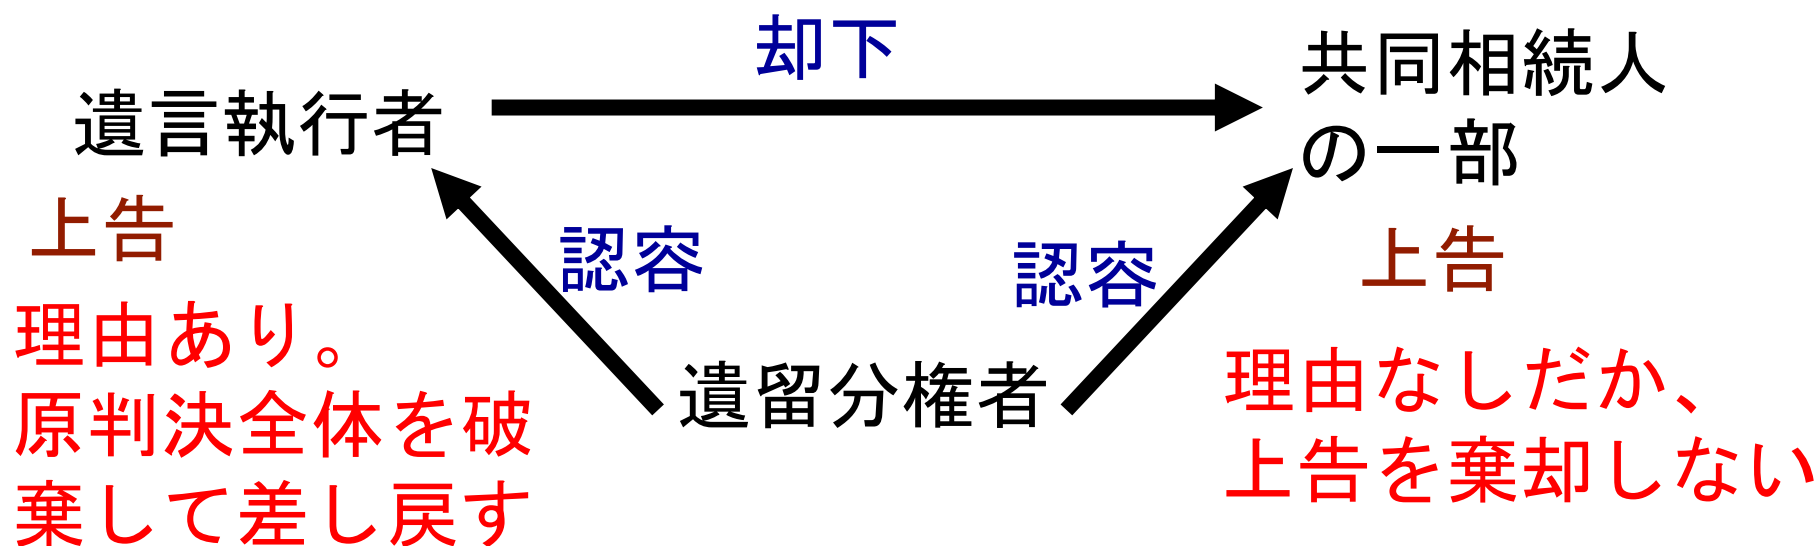 却下
遺言執行者
共同相続人
の一部
上告
認容
認容
上告
理由あり。
原判決全体を破
棄して差し戻す
遺留分権者
理由なしだか、
上告を棄却しない